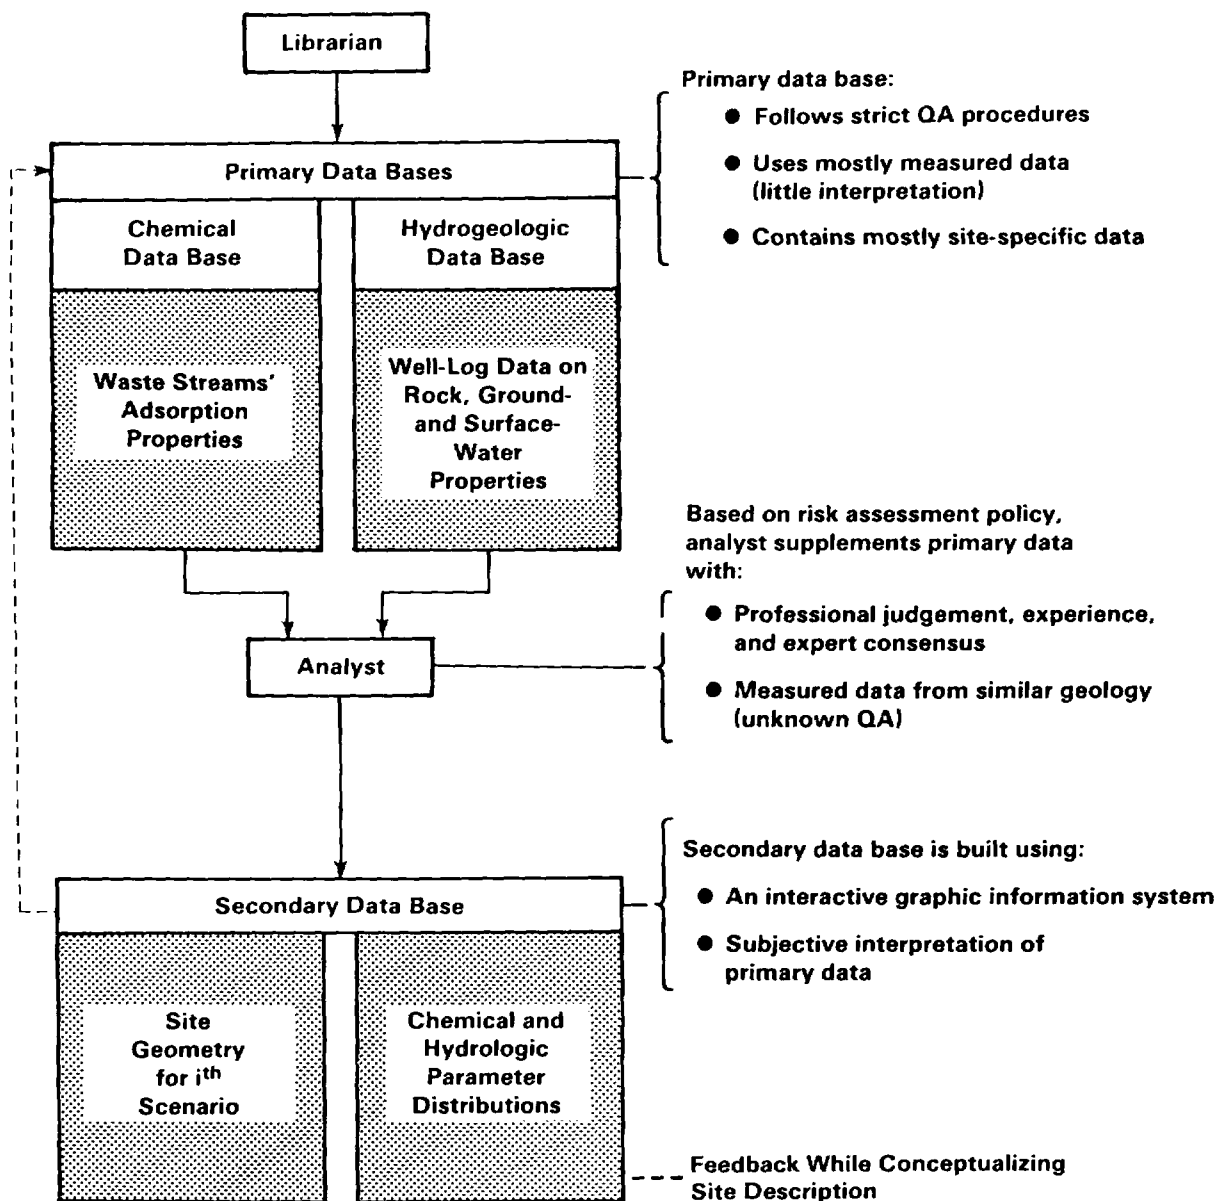 Librarian
Primary data base:
● Follows strict QA procedures
● Uses mostly measured data
(little interpretation)
● Contains mostly site-specific data
Primary Data Bases
Chemical
Data Base
Hydrogeologic
Data Base
Waste Streams'
Adsorption
Properties
Well-Log Data on
Rock, Ground-
and Surface-
Water
Properties
Based on risk assessment policy,
analyst supplements primary data
with:
● Professional judgement, experience,
and expert consensus
● Measured data from similar geology
(unknown QA)
Analyst
Secondary data base is built using:
● An interactive graphic information system
● Subjective interpretation of
primary data
Secondary Data Base
Site
Geometry
for ith
Scenario
Chemical and
Hydrologic
Parameter
Distributions
Feedback While Conceptualizing
Site Description